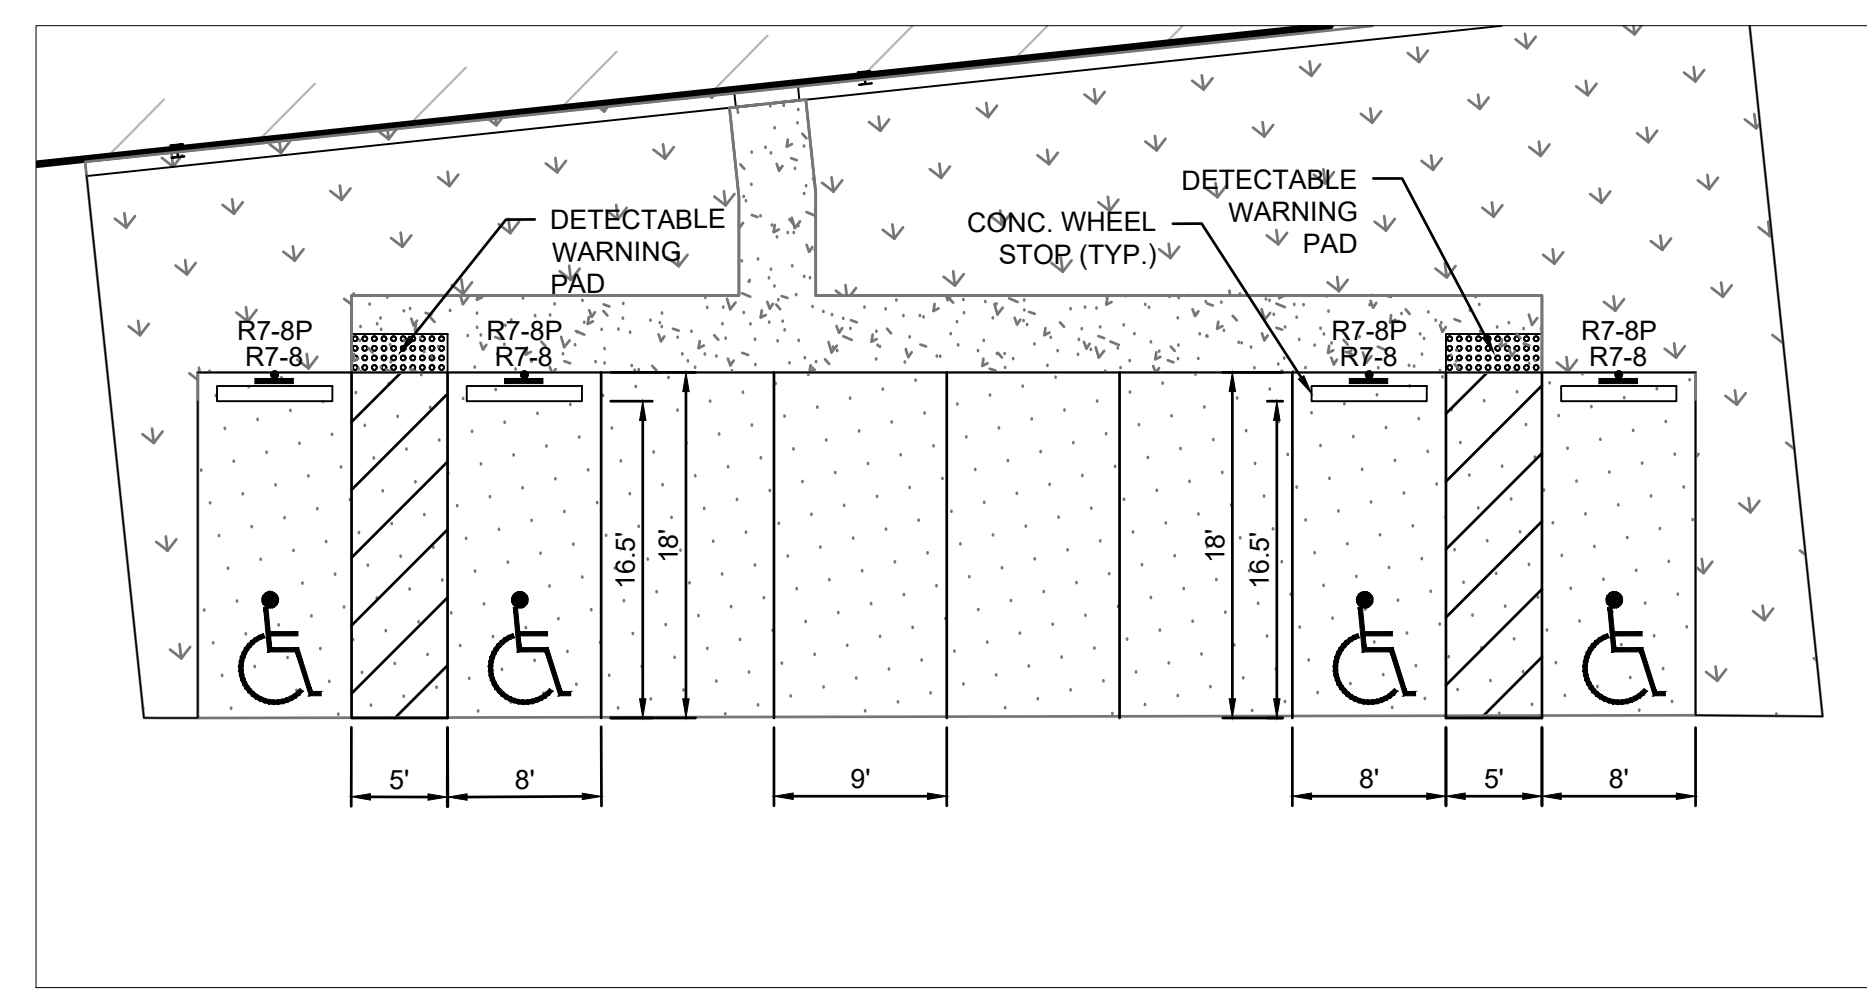 DETECTABLE
WARNING
PAD
CONC. WHEEL
STOP (TYP.)
DETECTABLE
WARNING
PAD
R7-8P
R7-8
R7-8P
R7-8
R7-8P
R7-8
R7-8P
R7-8
16.5'
18'
18'
16.5'
5'
8'
9'
8'
5'
8'